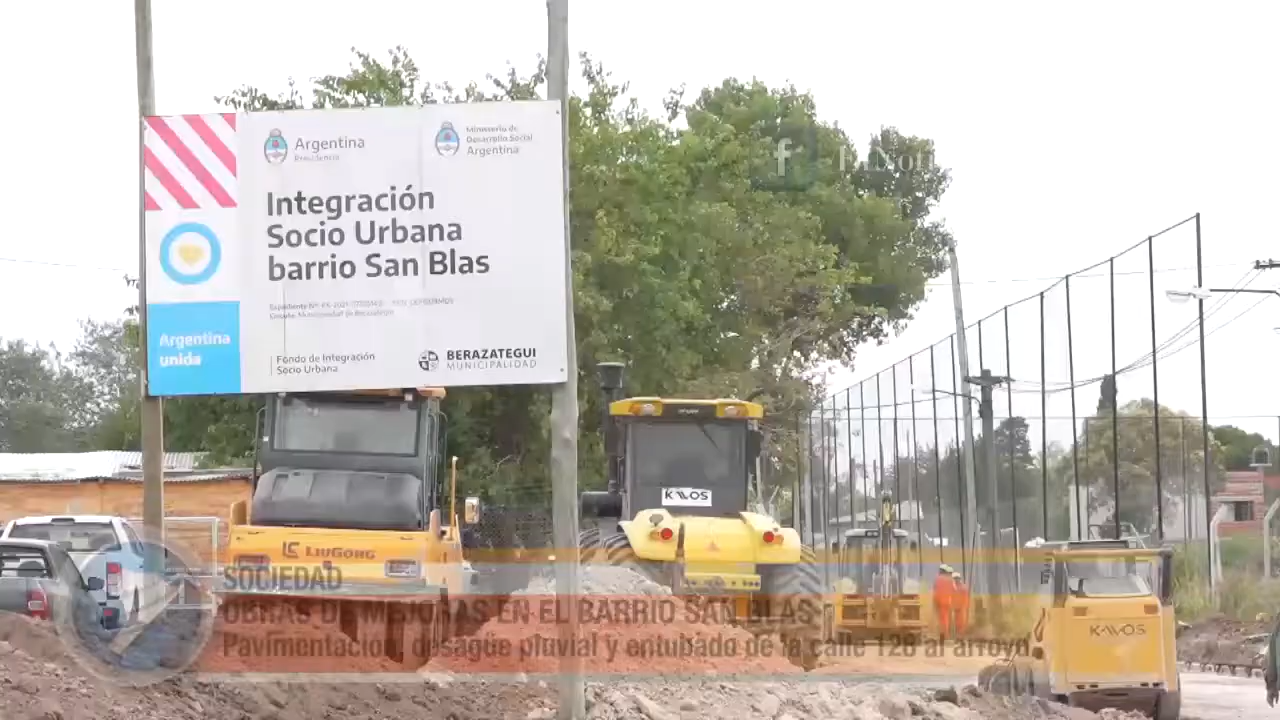 Argentina
Presidencia
Ministerio de
Desarrollo Social
Argentina
Integración
Socio Urbana
barrio San Blas
Argentina
unida
Fondo de Integración
Socio Urbana
BERAZATEGUI
MUNICIPALIDAD
f
KAVOS
LC LIUGONG
KAVOS
SOCIEDAD
OBRAS DE MEJORAS EN EL BARRIO SAN BLAS
Pavimentación, desagüe pluvial y entubado de la calle 128 al arroyo